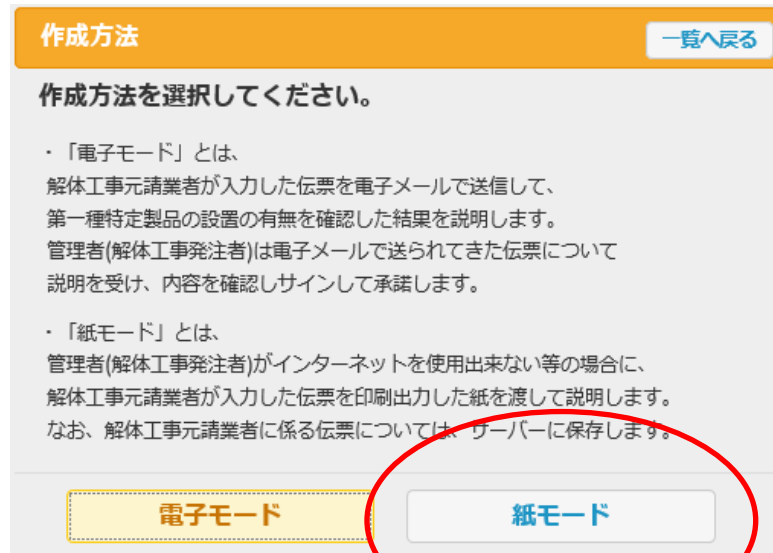 作成方法
一覧へ戻る
作成方法を選択してください。
・「電子モード」とは、
解体工事元請業者が入力した伝票を電子メールで送信して、
第一種特定製品の設置の有無を確認した結果を説明します。
管理者(解体工事発注者)は電子メールで送られてきた伝票について
説明を受け、内容を確認しサインして承諾します。
・「紙モード」とは、
管理者(解体工事発注者)がインターネットを使用出来ない等の場合に、
解体工事元請業者が入力した伝票を印刷出力した紙を渡して説明します。
なお、解体工事元請業者に係る伝票については、サーバーに保存します。
電子モード
紙モード